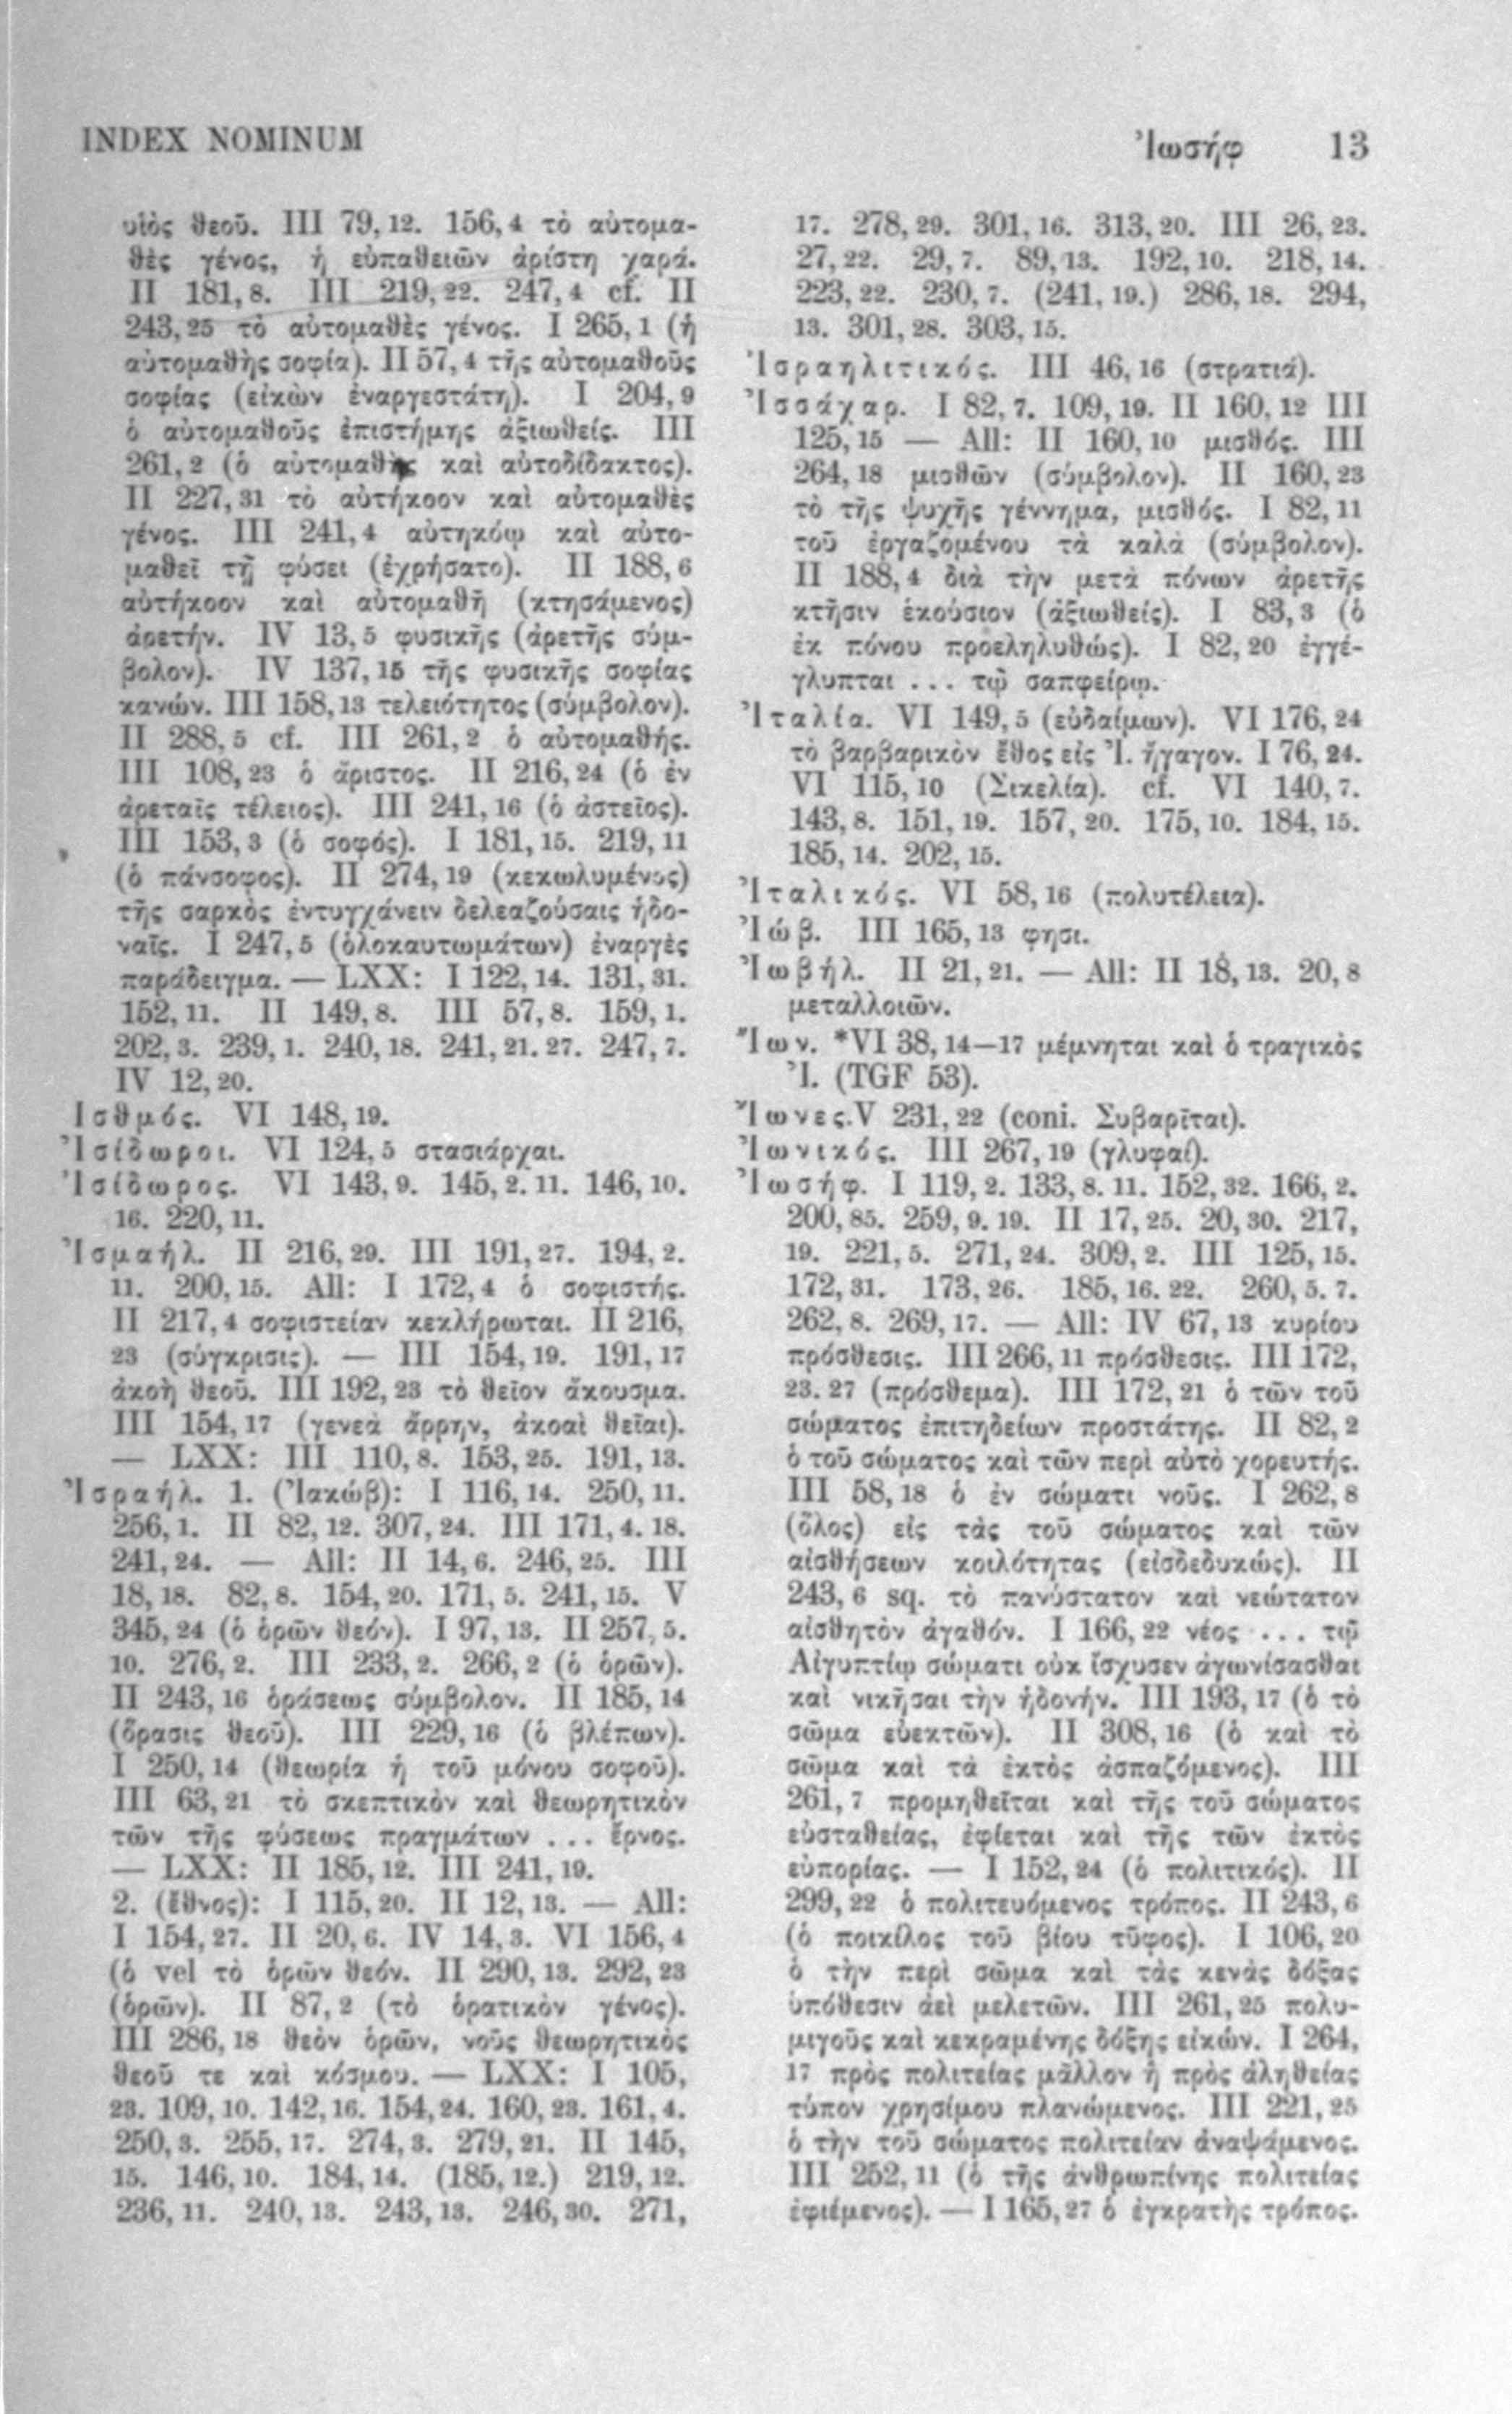 INDEX NOMINUM
Ἰωσήφ 13
υἱὸς θεοῦ. III 79, 12. 156, 4 τὸ αὐτομα-
θὲς γένος, ἡ εὐπαθειῶν ἀρίστη χαρά.
II 181, 8. III 219, 22. 247, 4 cf. II
243, 25 τὸ αὐτομαθὲς γένος. I 265, 1 (ἡ
αὐτομαθὴς σοφία). II 57, 4 τῆς αὐτομαθοῦς
σοφίας (εἰκὼν ἐναργεστάτη). I 204, 9
ὁ αὐτομαθοῦς ἐπιστήμης ἀξιωθείς. III
261, 2 (ὁ αὐτομαθὴς καὶ αὐτοδίδακτος).
II 227, 31 τὸ αὐτήκοον καὶ αὐτομαθὲς
γένος. III 241, 4 αὐτηκόῳ καὶ αὐτο-
μαθεῖ τῇ φύσει (ἐχρήσατο). II 188, 6
αὐτήκοον καὶ αὐτομαθῆ (κτησάμενος)
ἀρετήν. IV 13, 5 φυσικῆς (ἀρετῆς σύμ-
βολον). IV 137, 15 τῆς φυσικῆς σοφίας
κανών. III 158, 13 τελειότητος (σύμβολον).
II 288, 5 cf. III 261, 2 ὁ αὐτομαθής.
III 108, 23 ὁ ἄριστος. II 216, 24 (ὁ ἐν
ἀρεταῖς τέλειος). III 241, 16 (ὁ ἀστεῖος).
III 153, 3 (ὁ σοφός). I 181, 15. 219, 11
(ὁ πάνσοφος). II 274, 19 (κεκωλυμένος)
τῆς σαρκὸς ἐντυγχάνειν δελεαζούσαις ἡδο-
ναῖς. I 247, 5 (ὁλοκαυτωμάτων) ἐναργὲς
παράδειγμα. — LXX: I 122, 14. 131, 31.
152, 11. II 149, 8. III 57, 8. 159, 1.
202, 3. 239, 1. 240, 18. 241, 21. 27. 247, 7.
IV 12, 20.
Ἰσθμός. VI 148, 19.
Ἰσίδωροι. VI 124, 5 στασιάρχαι.
Ἰσίδωρος. VI 143, 9. 145, 2. 11. 146, 10.
16. 220, 11.
Ἰσμαήλ. II 216, 29. III 191, 27. 194, 2.
11. 200, 15. All: I 172, 4 ὁ σοφιστής.
II 217, 4 σοφιστείαν κεκλήρωται. II 216,
23 (σύγκρισις). — III 154, 19. 191, 17
ἀκοὴ θεοῦ. III 192, 23 τὸ θεῖον ἄκουσμα.
III 154, 17 (γενεὰ ἄρρην, ἀκοαὶ θεῖαι).
— LXX: III 110, 8. 153, 25. 191, 13.
Ἰσραήλ. 1. (Ἰακώβ): I 116, 14. 250, 11.
256, 1. II 82, 12. 307, 24. III 171, 4. 18.
241, 24. — All: II 14, 6. 246, 25. III
18, 18. 82, 8. 154, 20. 171, 5. 241, 15. V
345, 24 (ὁ ὁρῶν θεόν). I 97, 13. II 257, 5.
10. 276, 2. III 233, 2. 266, 2 (ὁ ὁρῶν).
II 243, 16 ὁράσεως σύμβολον. II 185, 14
(ὅρασις θεοῦ). III 229, 16 (ὁ βλέπων).
I 250, 14 (θεωρία ἡ τοῦ μόνου σοφοῦ).
III 63, 21 τὸ σκεπτικὸν καὶ θεωρητικὸν
τῶν τῆς φύσεως πραγμάτων ... ἔρνος.
— LXX: II 185, 12. III 241, 19.
2. (ἔθνος): I 115, 20. II 12, 13. — All:
I 154, 27. II 20, 6. IV 14, 3. VI 156, 4
(ὁ vel τὸ ὁρῶν θεόν. II 290, 13. 292, 23
(ὁρῶν). II 87, 2 (τὸ ὁρατικὸν γένος).
III 286, 18 θεὸν ὁρῶν, νοῦς θεωρητικὸς
θεοῦ τε καὶ κόσμου. — LXX: I 105,
23. 109, 10. 142, 16. 154, 24. 160, 23. 161, 4.
250, 3. 255, 17. 274, 3. 279, 21. II 145,
15. 146, 10. 184, 14. (185, 12.) 219, 12.
236, 11. 240, 13. 243, 13. 246, 30. 271,
17. 278, 29. 301, 16. 313, 20. III 26, 23.
27, 22. 29, 7. 89, 13. 192, 10. 218, 14.
223, 22. 230, 7. (241, 19.) 286, 18. 294,
13. 301, 28. 303, 15.
Ἰσραηλιτικός. III 46, 16 (στρατιά).
Ἰσσάχαρ. I 82, 7. 109, 19. II 160, 12 III
125, 15 — All: II 160, 10 μισθός. III
264, 18 μισθῶν (σύμβολον). II 160, 23
τὸ τῆς ψυχῆς γέννημα, μισθός. I 82, 11
τοῦ ἐργαζομένου τὰ καλὰ (σύμβολον).
II 188, 4 διὰ τὴν μετὰ πόνων ἀρετῆς
κτῆσιν ἑκούσιον (ἀξιωθείς). I 83, 3 (ὁ
ἐκ πόνου προεληλυθώς). I 82, 20 ἐγγέ-
γλυπται ... τῷ σαπφείρῳ.
Ἰταλία. VI 149, 5 (εὐδαίμων). VI 176, 24
τὸ βαρβαρικὸν ἔθος εἰς Ἰ. ἤγαγον. I 76, 24.
VI 115, 10 (Σικελία). cf. VI 140, 7.
143, 8. 151, 19. 157, 20. 175, 10. 184, 15.
185, 14. 202, 15.
Ἰταλικός. VI 58, 16 (πολυτέλεια).
Ἰώβ. III 165, 13 φησι.
Ἰωβήλ. II 21, 21. — All: II 18, 13. 20, 8
μεταλλοιῶν.
Ἴων. *VI 38, 14—17 μέμνηται καὶ ὁ τραγικὸς
Ἰ. (TGF 53).
Ἴωνες. V 231, 22 (coni. Συβαρῖται).
Ἰωνικός. III 267, 19 (γλυφαί).
Ἰωσήφ. I 119, 2. 133, 8. 11. 152, 32. 166, 2.
200, 85. 259, 9. 19. II 17, 25. 20, 30. 217,
19. 221, 5. 271, 24. 309, 2. III 125, 15.
172, 31. 173, 26. 185, 16. 22. 260, 5. 7.
262, 8. 269, 17. — All: IV 67, 13 κυρίου
πρόσθεσις. III 266, 11 πρόσθεσις. III 172,
23. 27 (πρόσθεμα). III 172, 21 ὁ τῶν τοῦ
σώματος ἐπιτηδείων προστάτης. II 82, 2
ὁ τοῦ σώματος καὶ τῶν περὶ αὐτὸ χορευτής.
III 58, 18 ὁ ἐν σώματι νοῦς. I 262, 8
(ὅλος) εἰς τὰς τοῦ σώματος καὶ τῶν
αἰσθήσεων κοιλότητας (εἰσδεδυκώς). II
243, 6 sq. τὸ πανύστατον καὶ νεώτατον
αἰσθητὸν ἀγαθόν. I 166, 22 νέος ... τῷ
Αἰγυπτίῳ σώματι οὐκ ἴσχυσεν ἀγωνίσασθαι
καὶ νικῆσαι τὴν ἡδονήν. III 193, 17 (ὁ τὸ
σῶμα εὐεκτῶν). II 308, 16 (ὁ καὶ τὸ
σῶμα καὶ τὰ ἐκτὸς ἀσπαζόμενος). III
261, 7 προμηθεῖται καὶ τῆς τοῦ σώματος
εὐσταθείας, ἐφίεται καὶ τῆς τῶν ἐκτὸς
εὐπορίας. — I 152, 24 (ὁ πολιτικός). II
299, 22 ὁ πολιτευόμενος τρόπος. II 243, 6
(ὁ ποικίλος τοῦ βίου τῦφος). I 106, 20
ὁ τὴν περὶ σῶμα καὶ τὰς κενὰς δόξας
ὑπόθεσιν ἀεὶ μελετῶν. III 261, 25 πολυ-
μιγοῦς καὶ κεκραμένης δόξης εἰκών. I 264,
17 πρὸς πολιτείας μᾶλλον ἢ πρὸς ἀληθείας
τύπον χρησίμου πλανώμενος. III 221, 25
ὁ τὴν τοῦ σώματος πολιτείαν ἀναψάμενος.
III 252, 11 (ὁ τῆς ἀνθρωπίνης πολιτείας
ἐφιέμενος). — I 165, 27 ὁ ἐγκρατὴς τρόπος.